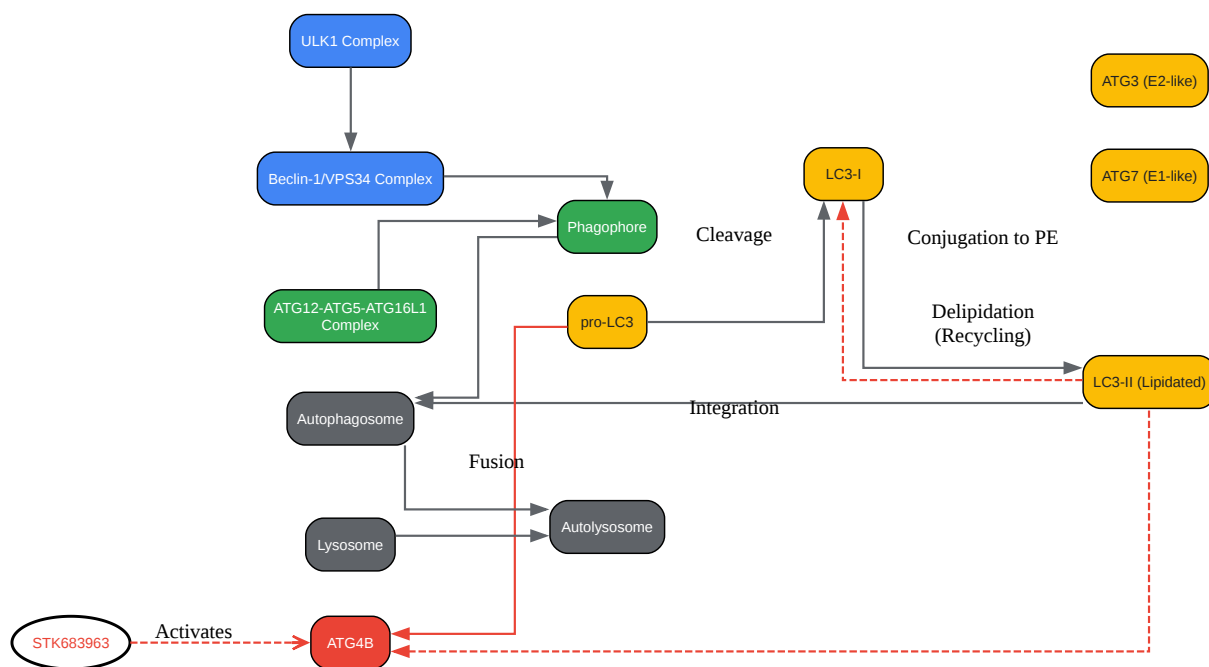 ULK1 Complex
ATG3 (E2-like)
Beclin-1/VPS34 Complex
LC3-I
ATG7 (E1-like)
Phagophore
Cleavage
Conjugation to PE
ATG12-ATG5-ATG16L1
Complex
pro-LC3
Delipidation
(Recycling)
LC3-II (Lipidated)
Autophagosome
Integration
Fusion
Autolysosome
Lysosome
STK683963
Activates
ATG4B